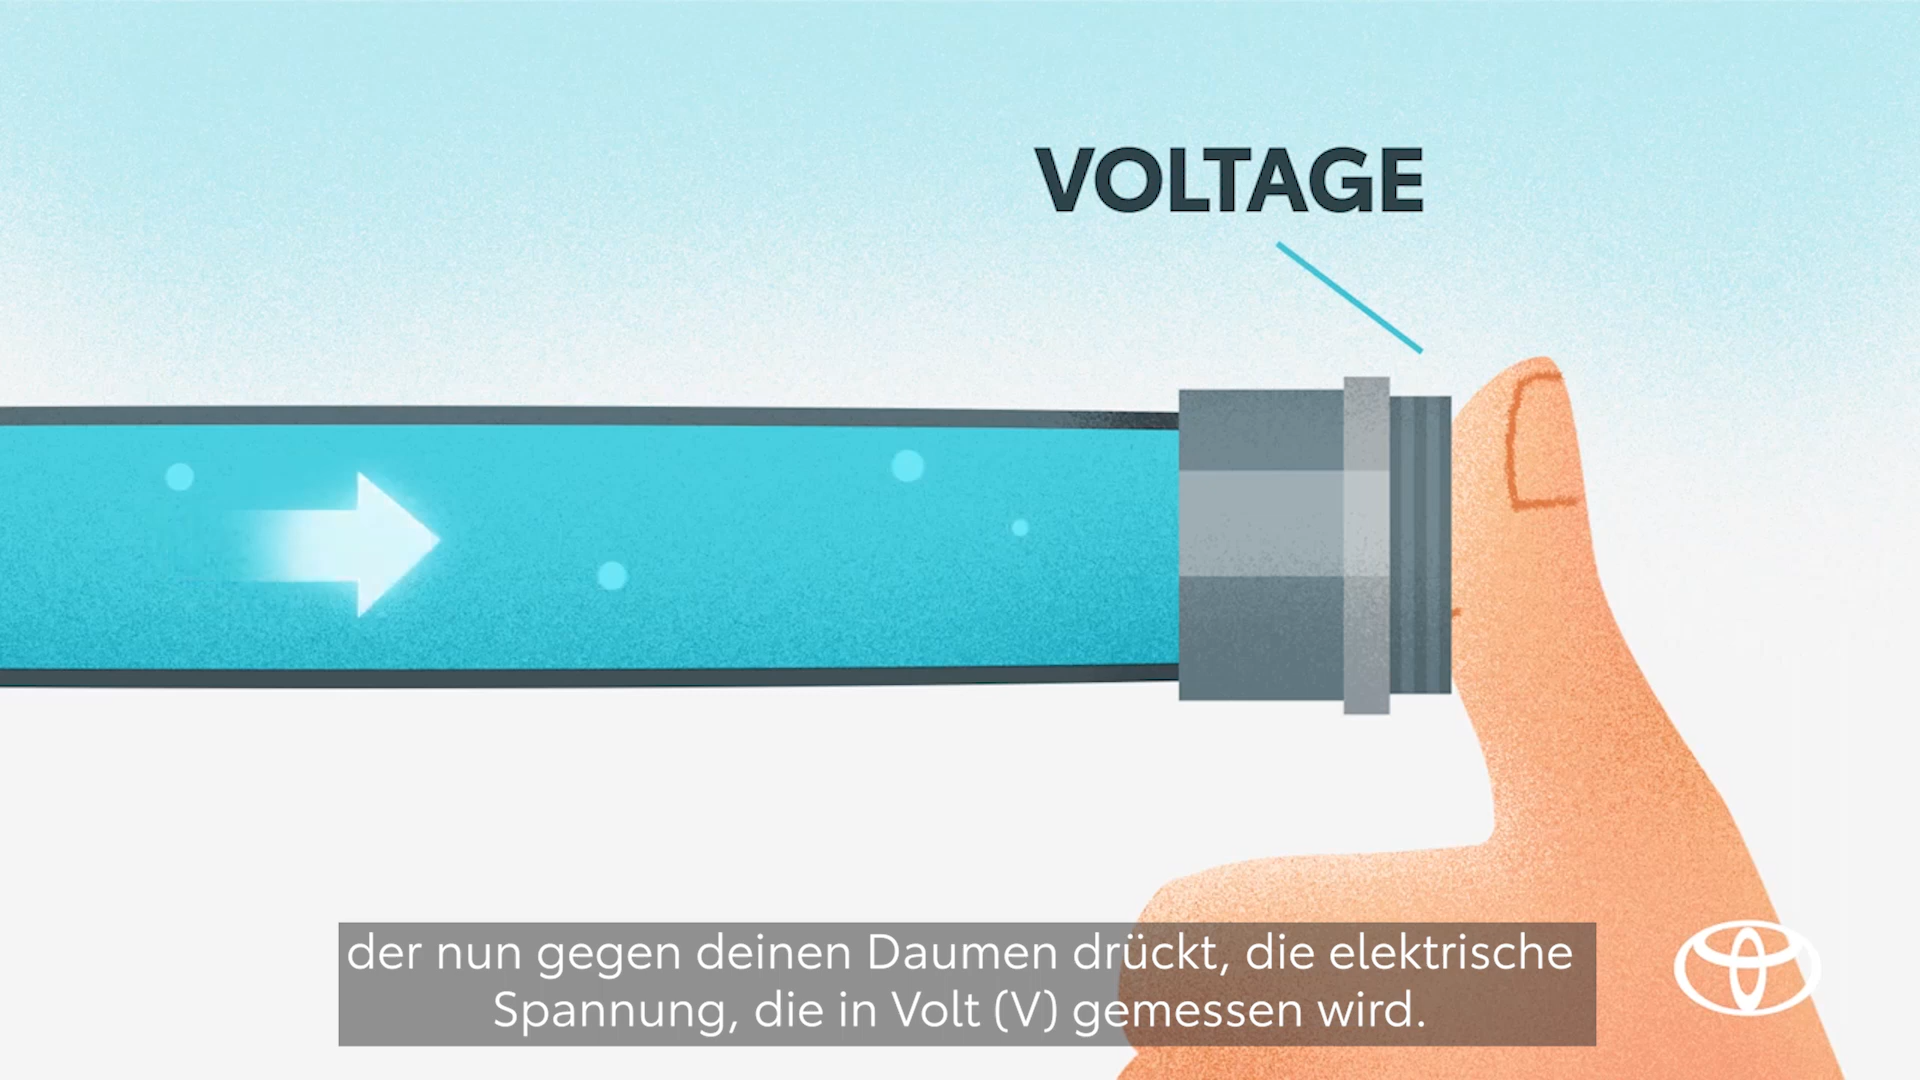 VOLTAGE
der nun gegen deinen Daumen drückt, die elektrische
Spannung, die in Volt (V) gemessen wird.